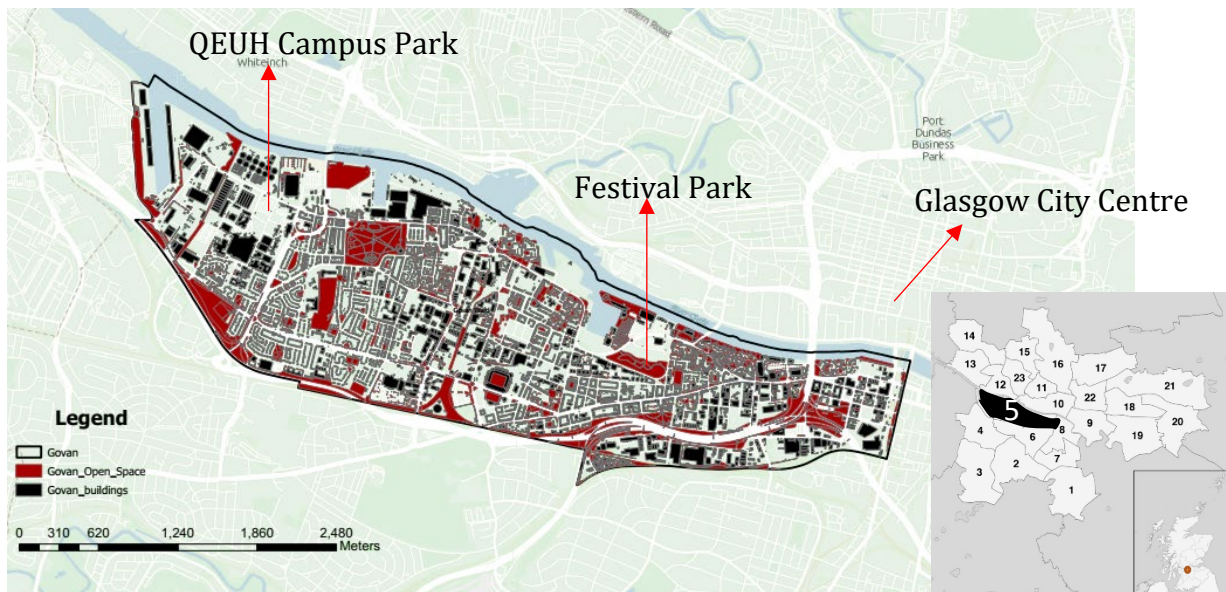 QEUH Campus Park
Whiteinch
Port
Dundas
Business
Park
Festival Park
Glasgow City Centre
Legend
Govan
Govan_Open_Space
Govan_buildings
0 310 620 1,240 1,860 2,480
Meters
14
15
13
16
17
12
23
11
21
22
10
18
5
4
8
9
20
6
19
7
3
2
1